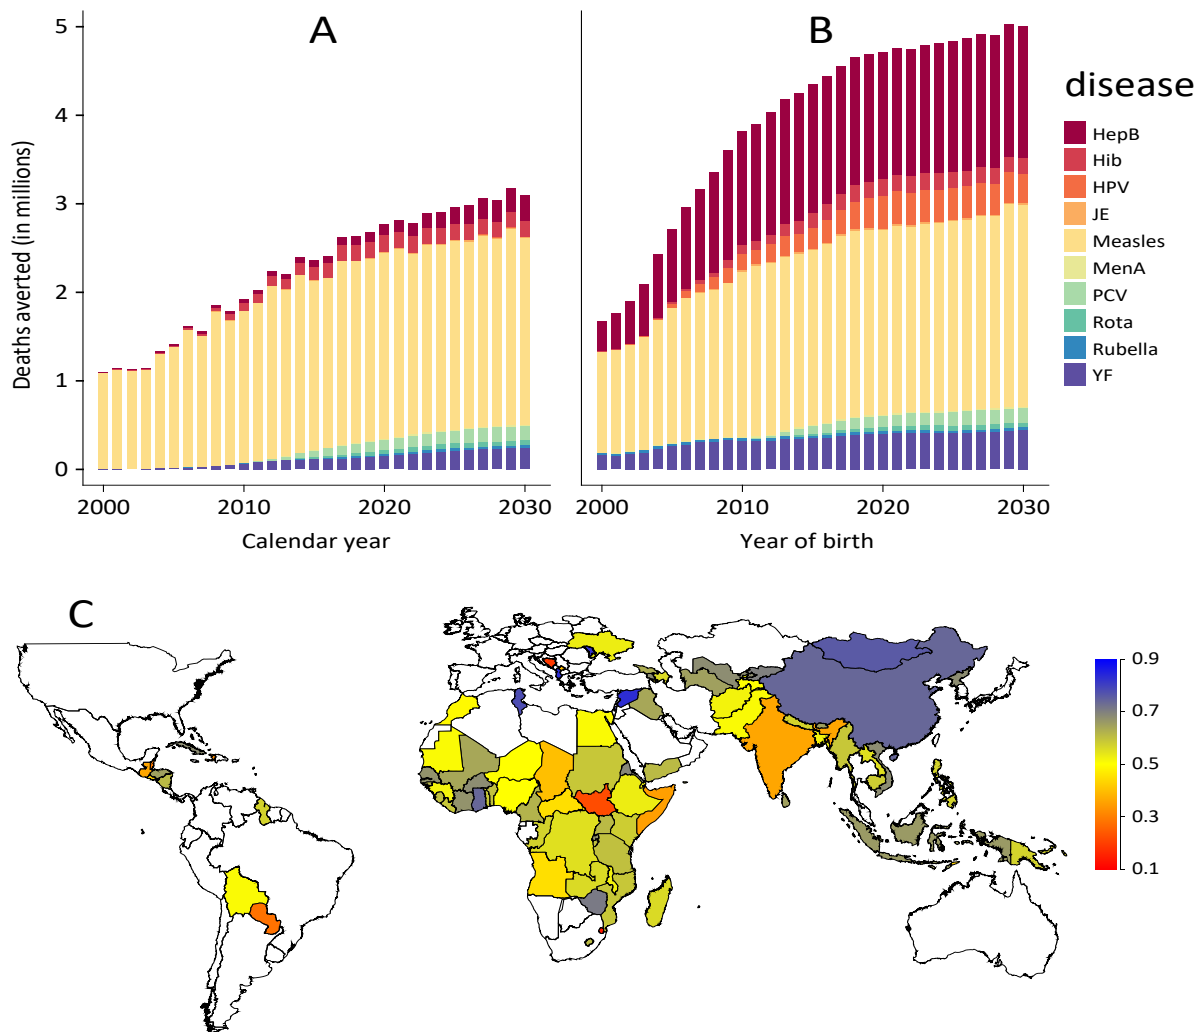 A
B
5
4
3
2
1
0
Deaths averted (in millions)
2000
2010
2020
2030
2000
2010
2020
2030
Calendar year
Year of birth
disease
HepB
Hib
HPV
JE
Measles
MenA
PCV
Rota
Rubella
YF
C
0.9
0.7
0.5
0.3
0.1